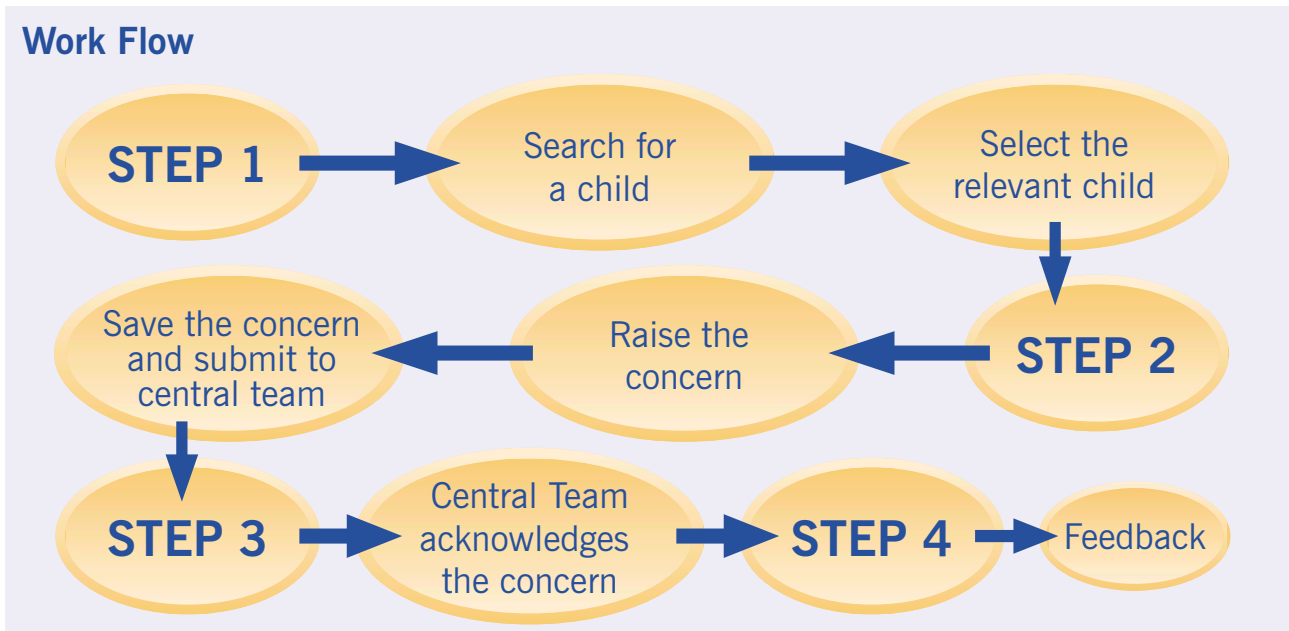 Work Flow
STEP 1
Search for
a child
Select the
relevant child
STEP 2
Raise the
concern
Save the concern
and submit to
central team
STEP 3
Central Team
acknowledges
the concern
STEP 4
Feedback